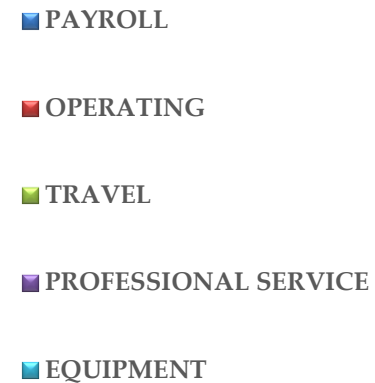 PAYROLL
OPERATING
TRAVEL
PROFESSIONAL SERVICE
EQUIPMENT